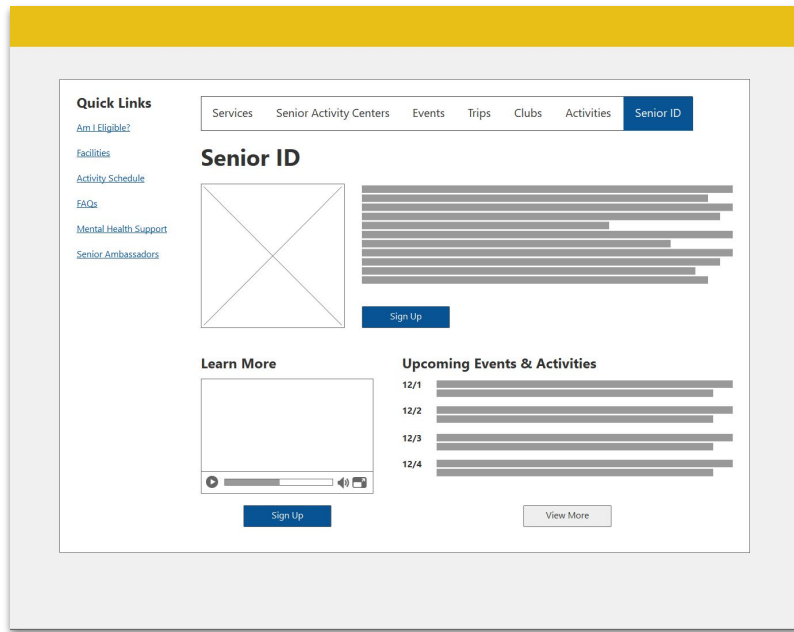 Quick Links
Am I Eligible?
Facilities
Activity Schedule
FAQs
Mental Health Support
Senior Ambassadors
Services Senior Activity Centers Events Trips Clubs Activities Senior ID
Senior ID
Sign Up
Learn More
Sign Up
Upcoming Events & Activities
12/1
12/2
12/3
12/4
View More